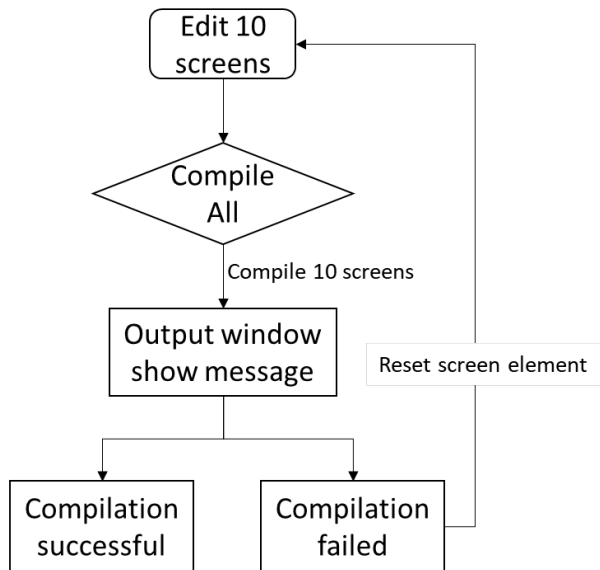 Edit 10
screens
Compile
All
Compile 10 screens
Output window
show message
Reset screen element
Compilation
successful
Compilation
failed